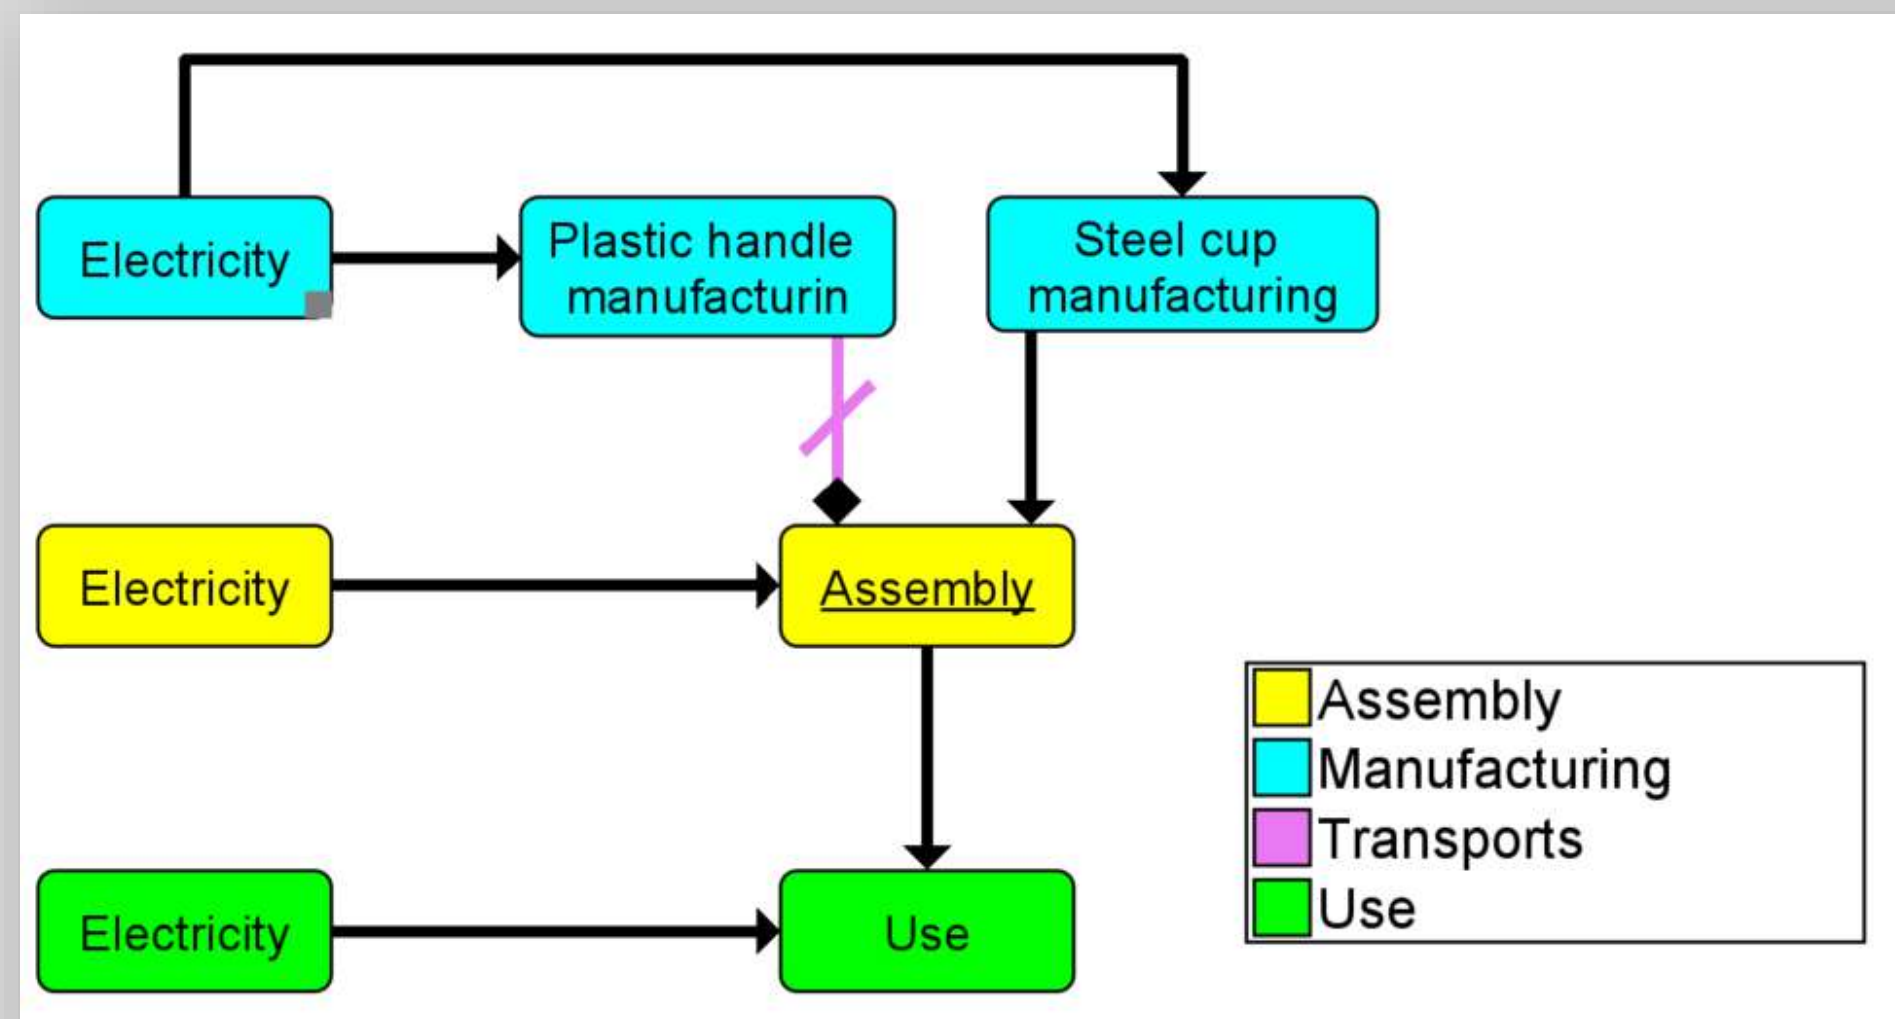 Electricity
Plastic handle
manufacturin
Steel cup
manufacturing
Electricity
Assembly
Electricity
Use
Assembly
Manufacturing
Transports
Use